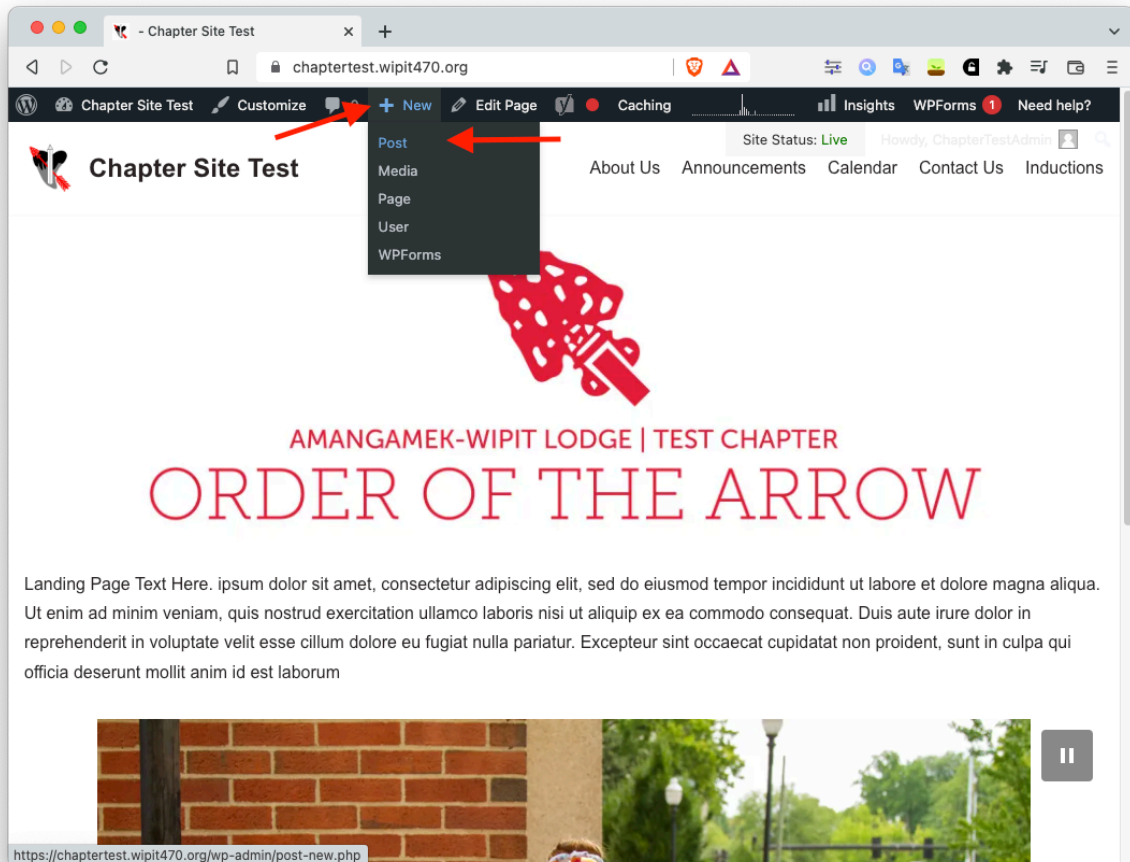 - Chapter Site Test
chaptertest.wipit470.org
Chapter Site Test Customize New Edit Page Caching Insights WPForms 1 Need help?
Post
Media
Page
User
WPForms
Site Status: Live Howdy, ChapterTestAdmin
Chapter Site Test
About Us Announcements Calendar Contact Us Inductions
AMANGAMEK-WIPIT LODGE | TEST CHAPTER
ORDER OF THE ARROW
Landing Page Text Here. ipsum dolor sit amet, consectetur adipiscing elit, sed do eiusmod tempor incididunt ut labore et dolore magna aliqua.
Ut enim ad minim veniam, quis nostrud exercitation ullamco laboris nisi ut aliquip ex ea commodo consequat. Duis aute irure dolor in
reprehenderit in voluptate velit esse cillum dolore eu fugiat nulla pariatur. Excepteur sint occaecat cupidatat non proident, sunt in culpa qui
officia deserunt mollit anim id est laborum
https://chaptertest.wipit470.org/wp-admin/post-new.php